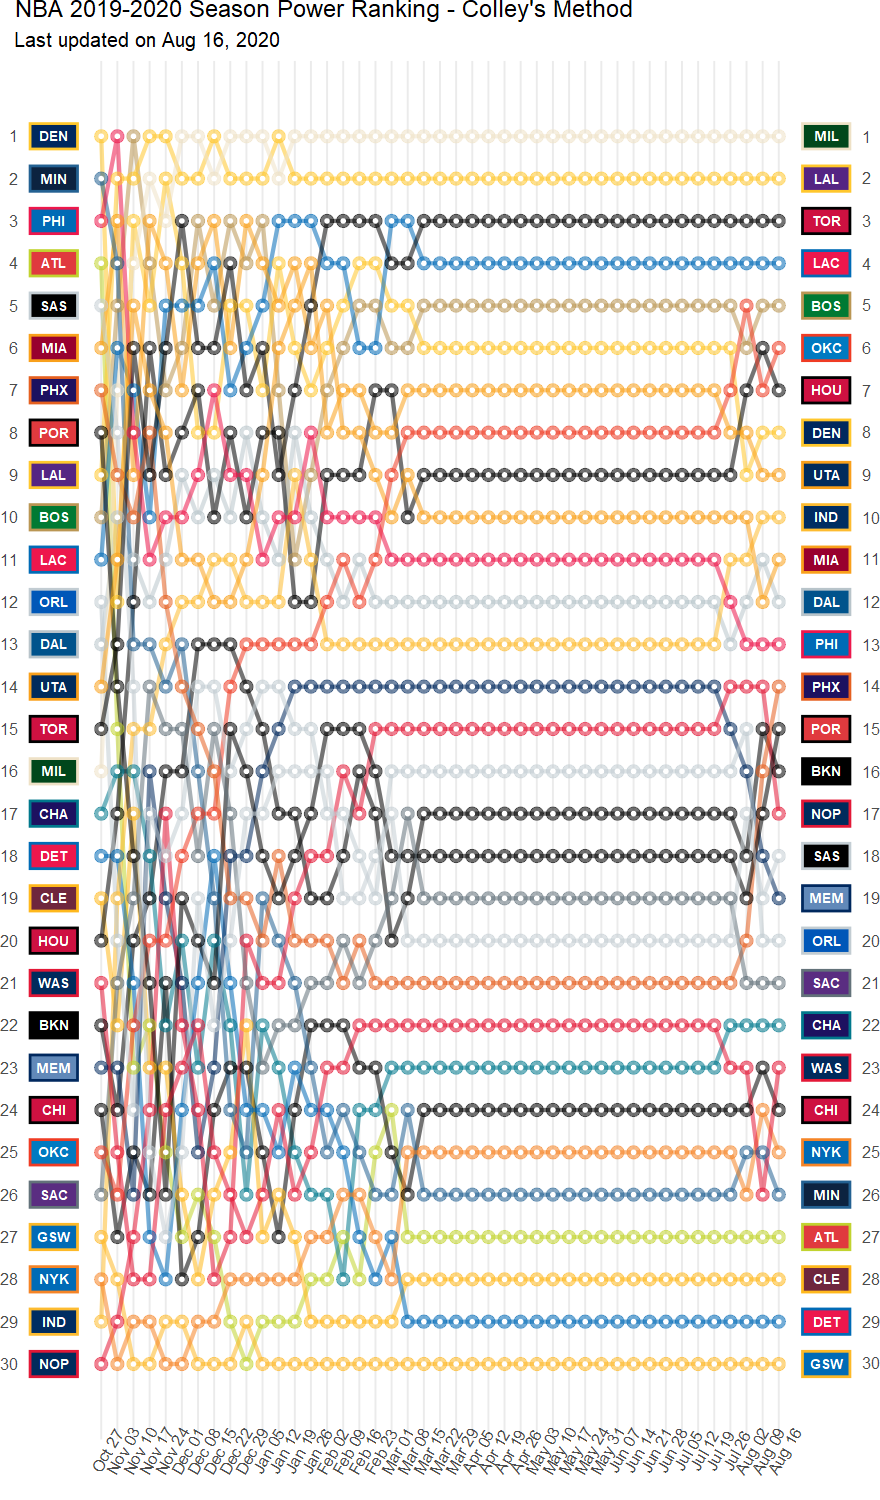 NBA 2019-2020 Season Power Ranking - Colley's Method
Last updated on Aug 16, 2020
1 DEN MIL 1
2 MIN LAL 2
3 PHI TOR 3
4 ATL LAC 4
5 SAS BOS 5
6 MIA OKC 6
7 PHX HOU 7
8 POR DEN 8
9 LAL UTA 9
10 BOS IND 10
11 LAC MIA 11
12 ORL DAL 12
13 DAL PHI 13
14 UTA PHX 14
15 TOR POR 15
16 MIL BKN 16
17 CHA NOP 17
18 DET SAS 18
19 CLE MEM 19
20 HOU ORL 20
21 WAS SAC 21
22 BKN CHA 22
23 MEM WAS 23
24 CHI CHI 24
25 OKC NYK 25
26 SAC MIN 26
27 GSW ATL 27
28 NYK CLE 28
29 IND DET 29
30 NOP GSW 30
Oct 27 Nov 03 Nov 10 Nov 17 Nov 24 Dec 01 Dec 08 Dec 15 Dec 22 Dec 29 Jan 05 Jan 12 Jan 19 Jan 26 Feb 02 Feb 09 Feb 16 Feb 23 Mar 01 Mar 08 Mar 15 Mar 22 Mar 29 Apr 05 Apr 12 Apr 19 Apr 26 May 03 May 10 May 17 May 24 May 31 Jun 07 Jun 14 Jun 21 Jun 28 Jul 05 Jul 12 Jul 19 Jul 26 Aug 02 Aug 09 Aug 16